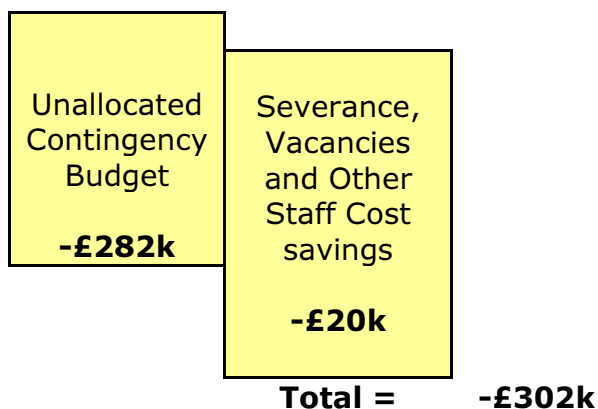 Unallocated
Contingency
Budget
-£282k
Severance,
Vacancies
and Other
Staff Cost
savings
-£20k
Total = -£302k